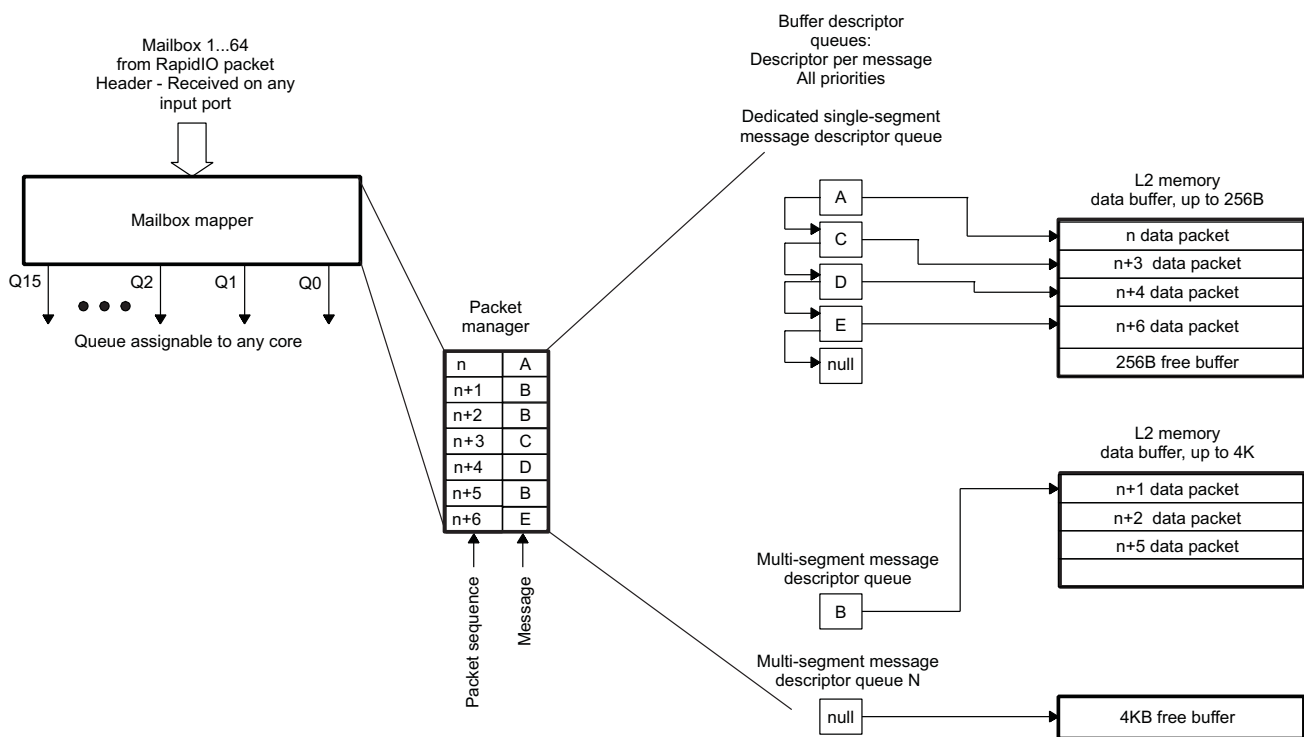 Mailbox 1...64
from RapidIO packet
Header - Received on any
input port
Mailbox mapper
Q15
Q2
Q1
Q0
Queue assignable to any core
Packet
manager
n A
n+1 B
n+2 B
n+3 C
n+4 D
n+5 B
n+6 E
Packet sequence
Message
Buffer descriptor
queues:
Descriptor per message
All priorities
Dedicated single-segment
message descriptor queue
A
C
D
E
null
L2 memory
data buffer, up to 256B
n data packet
n+3 data packet
n+4 data packet
n+6 data packet
256B free buffer
L2 memory
data buffer, up to 4K
n+1 data packet
n+2 data packet
n+5 data packet
Multi-segment message
descriptor queue
B
Multi-segment message
descriptor queue N
null
4KB free buffer